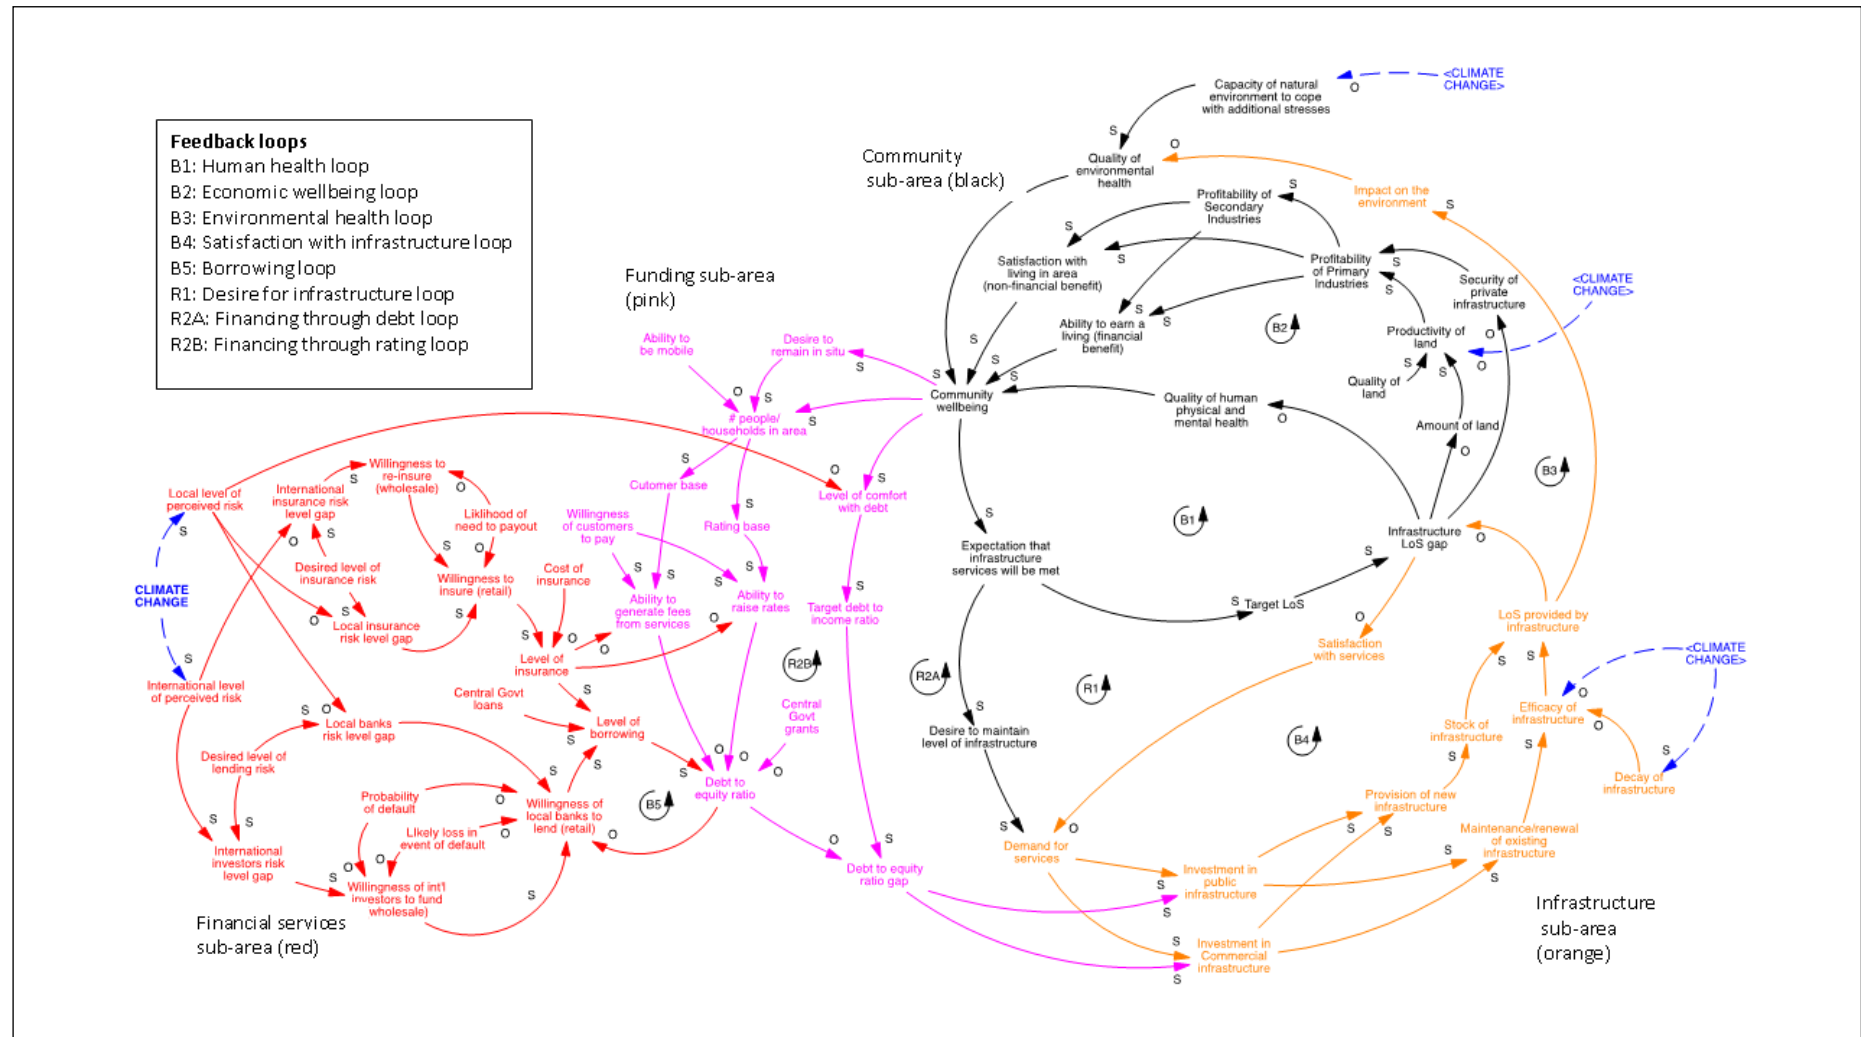 Feedback loops
B1: Human health loop
B2: Economic wellbeing loop
B3: Environmental health loop
B4: Satisfaction with infrastructure loop
B5: Borrowing loop
R1: Desire for infrastructure loop
R2A: Financing through debt loop
R2B: Financing through rating loop
Community
sub-area (black)
Capacity of natural
environment to cope
with additional stresses
O
<CLIMATE
CHANGE>
S
Quality of
environmental
health
O
Impact on the
environment
S
Profitability of
Secondary
Industries
S
S
Satisfaction with
living in area
(non-financial benefit)
S
Profitability
of Primary
Industries
S
S
Security of
private
infrastructure
<CLIMATE
CHANGE>
Ability to earn a
living (financial
benefit)
S
S
B2
Productivity of
land
O
O
Quality of
land
S
S
Amount of land
O
S
S
S
S
Community
wellbeing
Quality of human
physical and
mental health
O
B3
B1
Infrastructure
LoS gap
O
S
S
Expectation that
infrastructure
services will be met
S
Target LoS
O
Satisfaction
with services
LoS provided by
infrastructure
S
S
<CLIMATE
CHANGE>
O
Efficacy of
infrastructure
O
S
S
Decay of
infrastructure
Stock of
infrastructure
S
Provision of new
infrastructure
S
S
Maintenance/renewal
of existing
infrastructure
S
S
R2A
R1
B4
S
Desire to maintain
level of infrastructure
S
O
Demand for
services
S
Investment in
public
infrastructure
S
S
Investment in
Commercial
infrastructure
S
Infrastructure
sub-area
(orange)
Funding sub-area
(pink)
Ability to
be mobile
Desire to
remain in situ
S
O
S
# people/
households in area
S
S
Cutomer base
S
Rating base
O
S
Level of comfort
with debt
Willingness
of customers
to pay
S
S
S
S
Ability to
generate fees
from services
Ability to
raise rates
S
Target debt to
income ratio
R2B
Central
Govt
grants
O
O
O
S
Debt to
equity ratio
B5
O
S
Debt to equity
ratio gap
Local level of
perceived risk
S
International
insurance risk
level gap
S
Willingness to
re-insure
(wholesale)
O
Liklihood of
need to payout
O
S
O
S
Desired level of
insurance risk
S
O
Local insurance
risk level gap
S
Willingness to
insure (retail)
Cost of
insurance
S
O
O
O
Level of
insurance
S
CLIMATE
CHANGE
S
International level
of perceived risk
Central Govt
loans
S
Level of
borrowing
S
S
O
Local banks
risk level gap
Desired level of
lending risk
S
S
S
International
investors risk
level gap
S
Probability
of default
O
Likely loss in
event of default
O
S
Willingness of
local banks to
lend (retail)
O
O
O
Willingness of int'l
investors to fund
wholesale)
S
Financial services
sub-area (red)